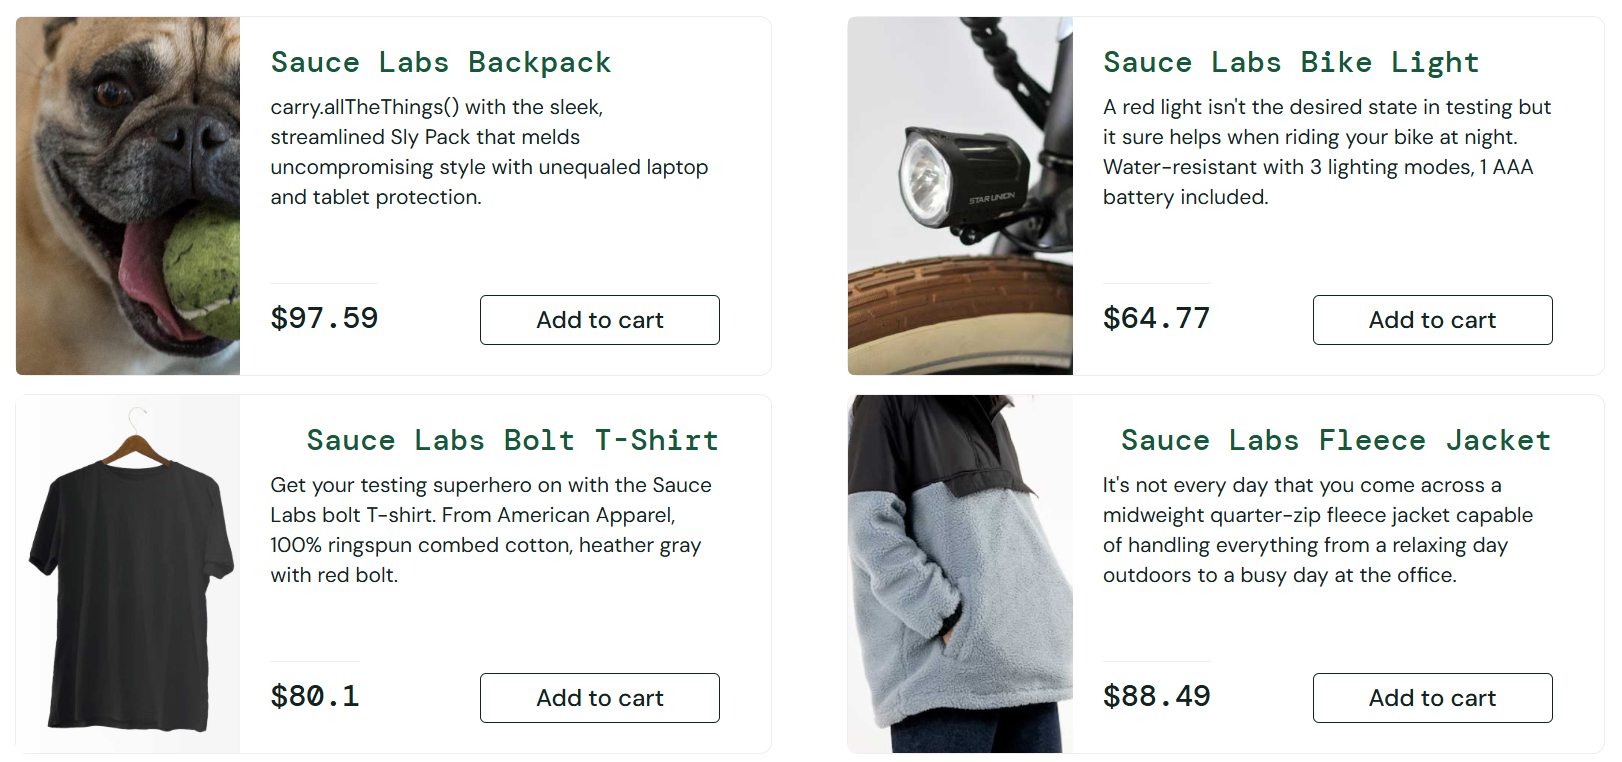 Sauce Labs Backpack
carry.allTheThings() with the sleek,
streamlined Sly Pack that melds
uncompromising style with unequaled laptop
and tablet protection.
$97.59
Add to cart
Sauce Labs Bike Light
A red light isn't the desired state in testing but
it sure helps when riding your bike at night.
Water-resistant with 3 lighting modes, 1 AAA
battery included.
STAR UNION
$64.77
Add to cart
Sauce Labs Bolt T-Shirt
Get your testing superhero on with the Sauce
Labs bolt T-shirt. From American Apparel,
100% ringspun combed cotton, heather gray
with red bolt.
$80.1
Add to cart
Sauce Labs Fleece Jacket
It's not every day that you come across a
midweight quarter-zip fleece jacket capable
of handling everything from a relaxing day
outdoors to a busy day at the office.
$88.49
Add to cart